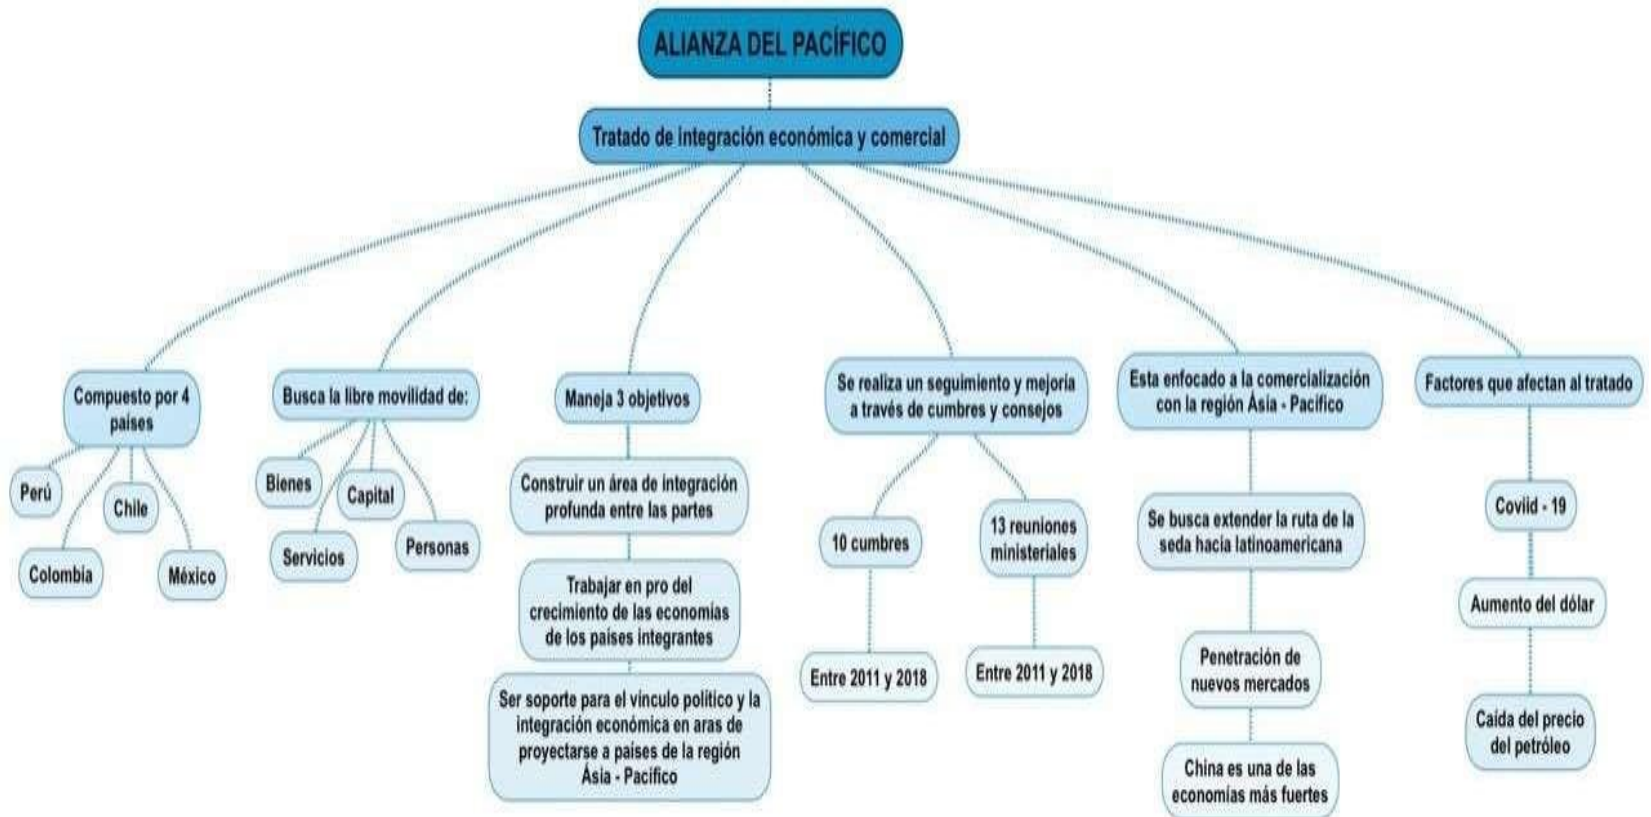 ALIANZA DEL PACÍFICO
Tratado de integración económica y comercial
Compuesto por 4
países
Perú
Colombia
Chile
México
Busca la libre movilidad de:
Bienes
Servicios
Capital
Personas
Maneja 3 objetivos
Construir un área de integración
profunda entre las partes
Trabajar en pro del
crecimiento de las economías
de los países integrantes
Ser soporte para el vínculo político y la
integración económica en aras de
proyectarse a países de la región
Ásia - Pacífico
Se realiza un seguimiento y mejoría
a través de cumbres y consejos
10 cumbres
Entre 2011 y 2018
13 reuniones
ministeriales
Entre 2011 y 2018
Esta enfocado a la comercialización
con la región Ásia - Pacífico
Se busca extender la ruta de la
seda hacia latinoamericana
Penetración de
nuevos mercados
China es una de las
economías más fuertes
Factores que afectan al tratado
Coviid - 19
Aumento del dólar
Caída del precio
del petróleo